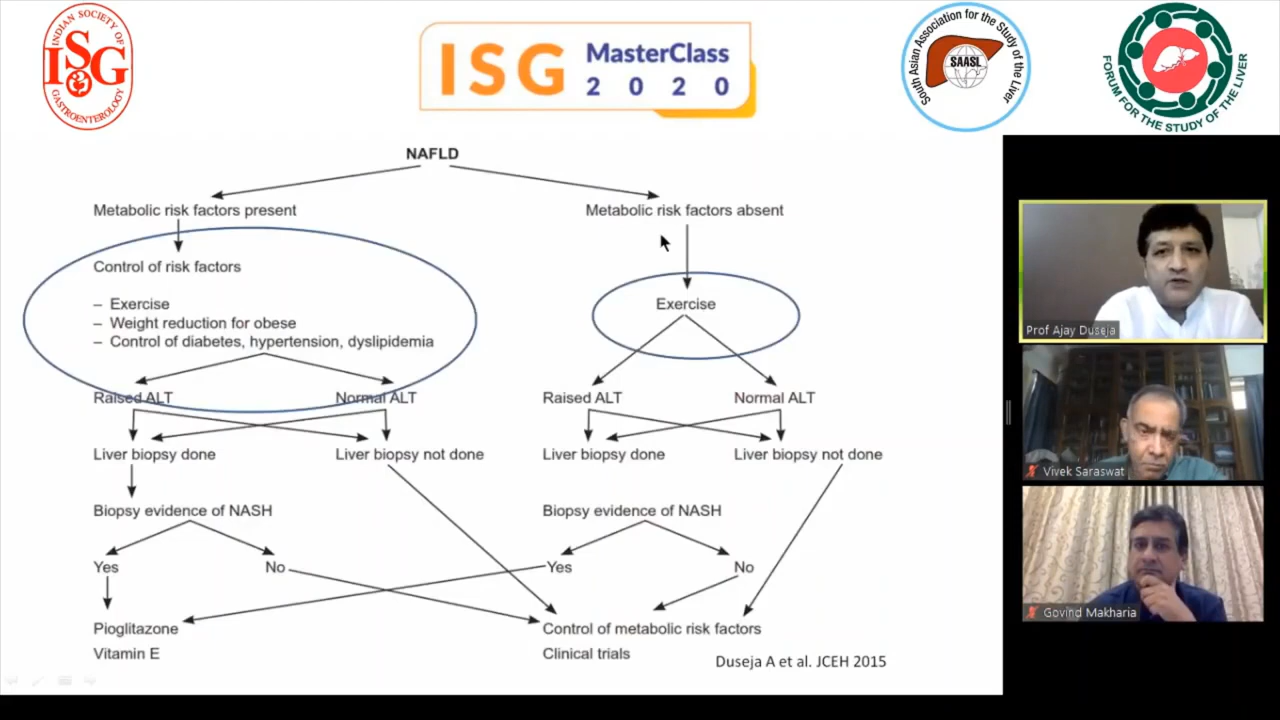 INDIAN SOCIETY OF
ISG
GASTROENTEROLOGY
ISG MasterClass
2020
South Asian Association for the Study of the Liver
SAASL
FORUM FOR THE STUDY OF THE LIVER
NAFLD
Metabolic risk factors present
Metabolic risk factors absent
Control of risk factors
– Exercise
– Weight reduction for obese
– Control of diabetes, hypertension, dyslipidemia
Exercise
Raised ALT
Normal ALT
Raised ALT
Normal ALT
Liver biopsy done
Liver biopsy not done
Liver biopsy done
Liver biopsy not done
Biopsy evidence of NASH
Biopsy evidence of NASH
Yes
No
Yes
No
Pioglitazone
Vitamin E
Control of metabolic risk factors
Clinical trials
Duseja A et al. JCEH 2015
Prof Ajay Duseja
Vivek Saraswat
Govind Makharia